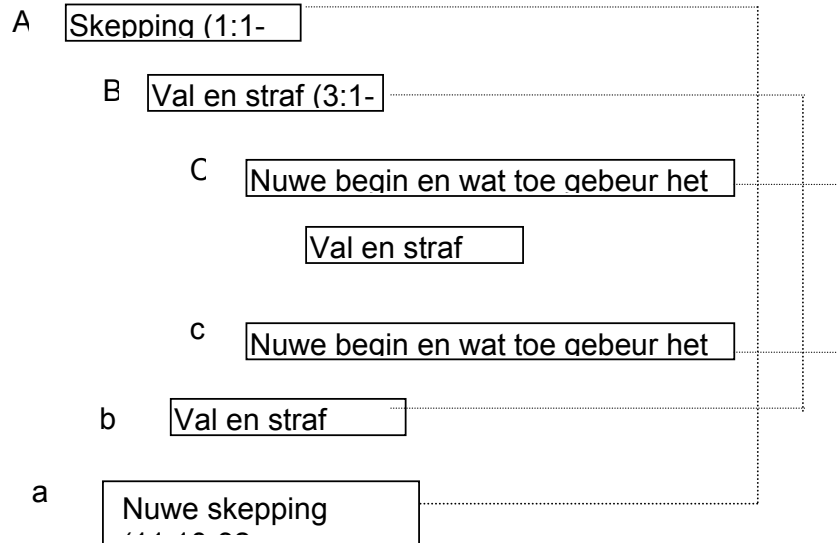 A Skepping (1:1-
B Val en straf (3:1-
C Nuwe begin en wat toe gebeur het
Val en straf
c Nuwe begin en wat toe gebeur het
b Val en straf
a Nuwe skepping